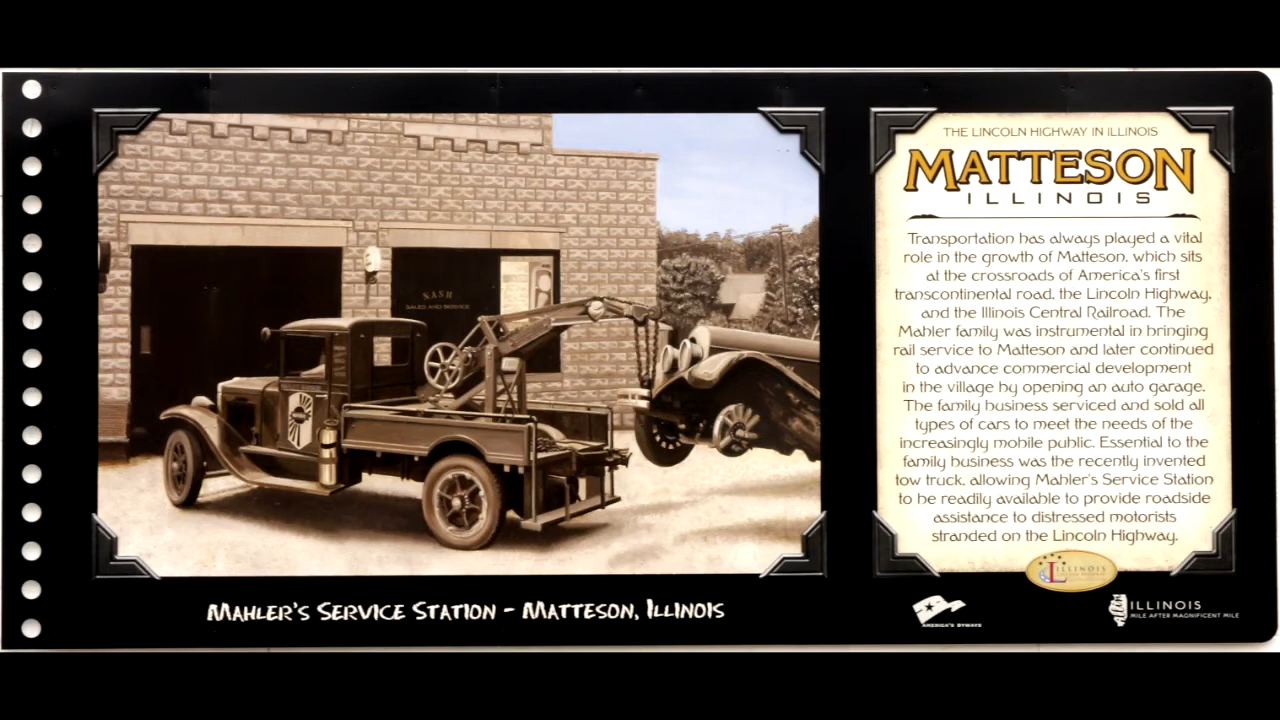 THE LINCOLN HIGHWAY IN ILLINOIS
MATTESON
ILLINOIS
Transportation has always played a vital
role in the growth of Matteson, which sits
at the crossroads of America's first
transcontinental road, the Lincoln Highway,
and the Illinois Central Railroad. The
Mahler family was instrumental in bringing
rail service to Matteson and later continued
to advance commercial development
in the village by opening an auto garage.
The family business serviced and sold all
types of cars to meet the needs of the
increasingly mobile public. Essential to the
family business was the recently invented
tow truck, allowing Mahler's Service Station
to be readily available to provide roadside
assistance to distressed motorists
stranded on the Lincoln Highway.
NASH
SALES AND SERVICE
MAHLER'S SERVICE STATION - MATTESON, ILLINOIS
ILLINOIS
AMERICA'S BYWAYS
ILLINOIS
MILE AFTER MAGNIFICENT MILE